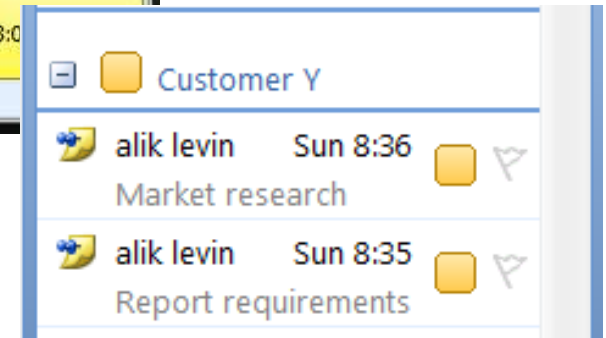 Customer Y
alik levin Sun 8:36
Market research
alik levin Sun 8:35
Report requirements